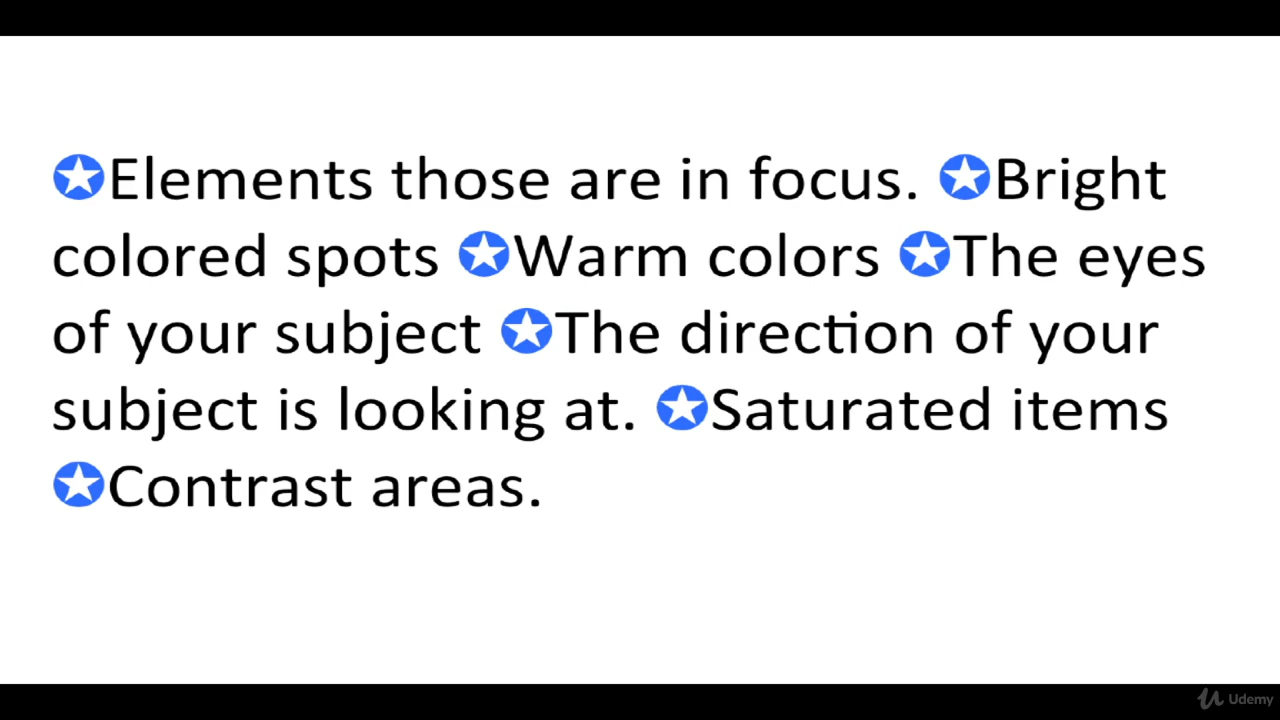 ✪Elements those are in focus. ✪Bright
colored spots ✪Warm colors ✪The eyes
of your subject ✪The direction of your
subject is looking at. ✪Saturated items
✪Contrast areas.
Udemy